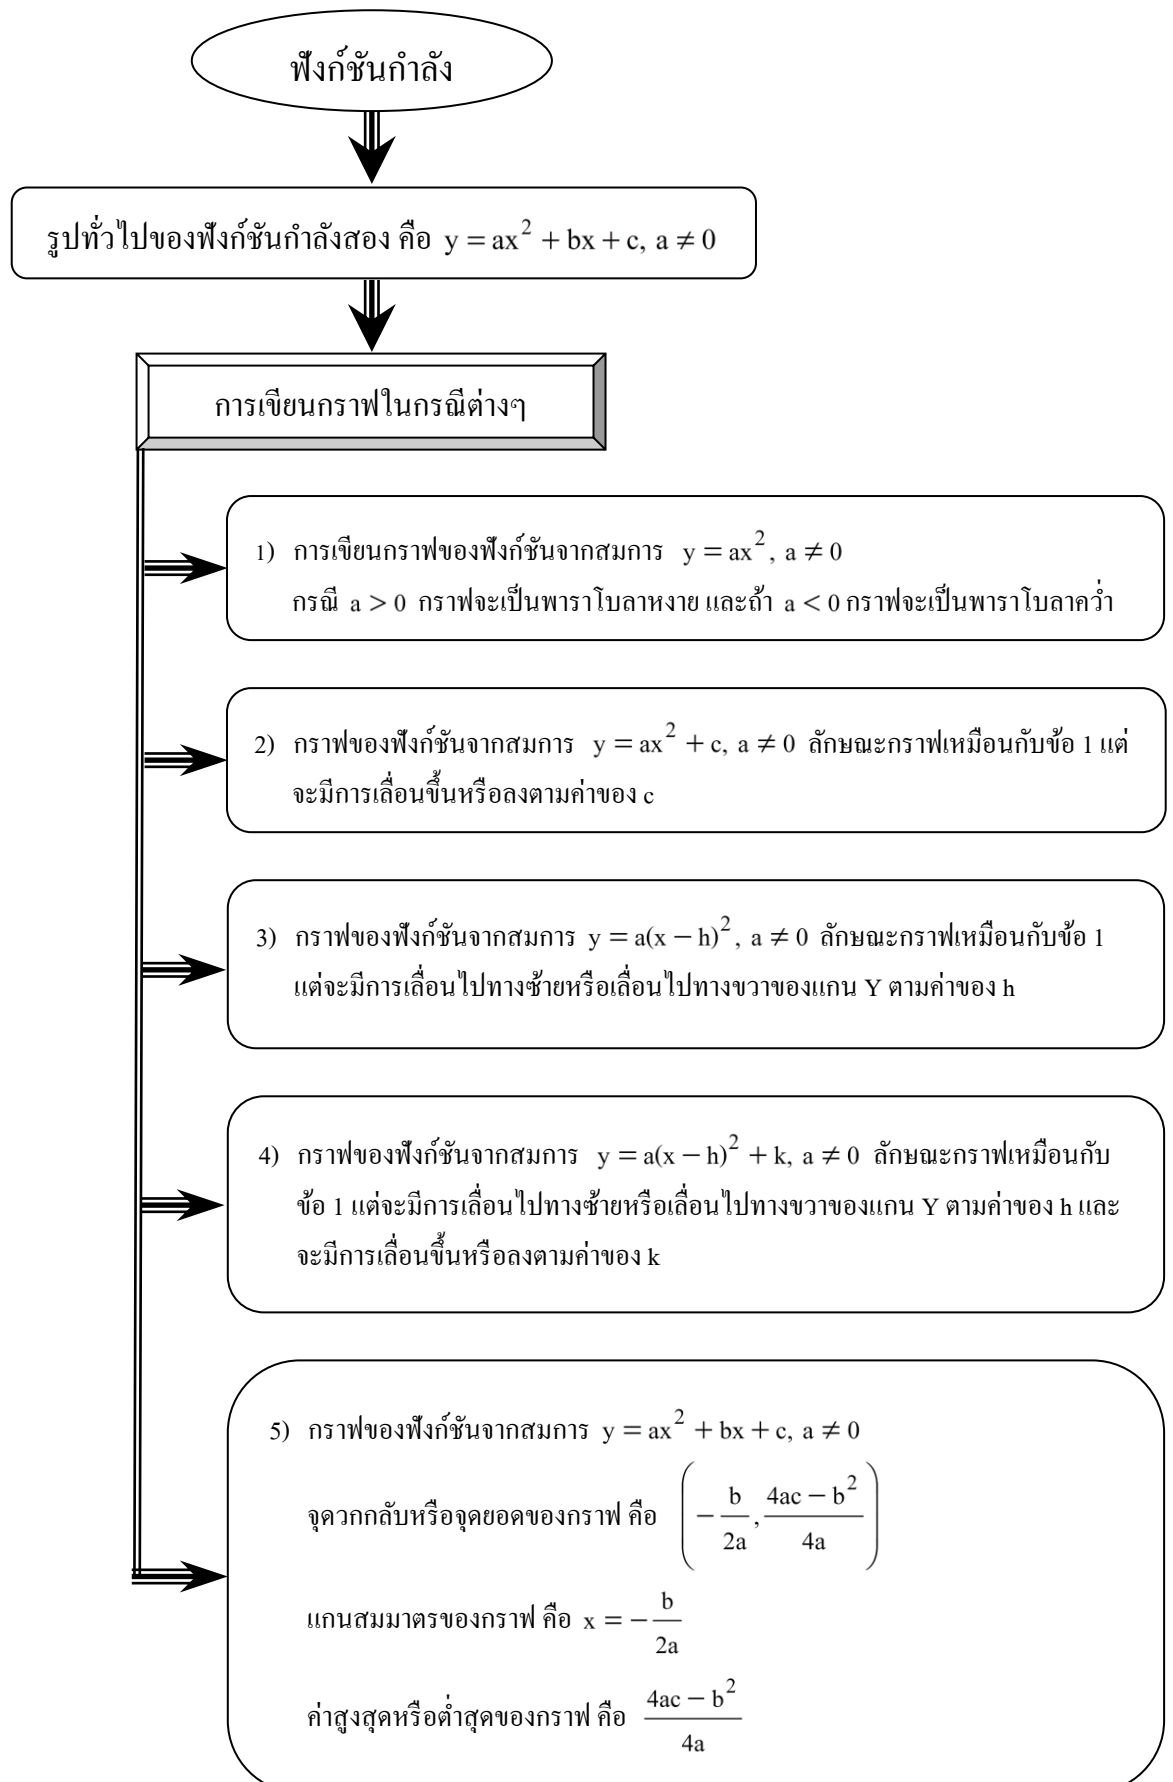 ฟังก์ชันกำลัง
รูปทั่วไปของฟังก์ชันกำลังสอง คือ y = ax² + bx + c, a ≠ 0
การเขียนกราฟในกรณีต่างๆ
1) การเขียนกราฟของฟังก์ชันจากสมการ y = ax², a ≠ 0
กรณี a > 0 กราฟจะเป็นพาราโบลาหงาย และถ้า a < 0 กราฟจะเป็นพาราโบลาคว่ำ
2) กราฟของฟังก์ชันจากสมการ y = ax² + c, a ≠ 0 ลักษณะกราฟเหมือนกับข้อ 1 แต่
จะมีการเลื่อนขึ้นหรือลงตามค่าของ c
3) กราฟของฟังก์ชันจากสมการ y = a(x − h)², a ≠ 0 ลักษณะกราฟเหมือนกับข้อ 1
แต่จะมีการเลื่อนไปทางซ้ายหรือเลื่อนไปทางขวาของแกน Y ตามค่าของ h
4) กราฟของฟังก์ชันจากสมการ y = a(x − h)² + k, a ≠ 0 ลักษณะกราฟเหมือนกับ
ข้อ 1 แต่จะมีการเลื่อนไปทางซ้ายหรือเลื่อนไปทางขวาของแกน Y ตามค่าของ h และ
จะมีการเลื่อนขึ้นหรือลงตามค่าของ k
5) กราฟของฟังก์ชันจากสมการ y = ax² + bx + c, a ≠ 0
จุดวกกลับหรือจุดยอดของกราฟ คือ (−b/2a, (4ac − b²)/4a)
แกนสมมาตรของกราฟ คือ x = −b/2a
ค่าสูงสุดหรือต่ำสุดของกราฟ คือ (4ac − b²)/4a